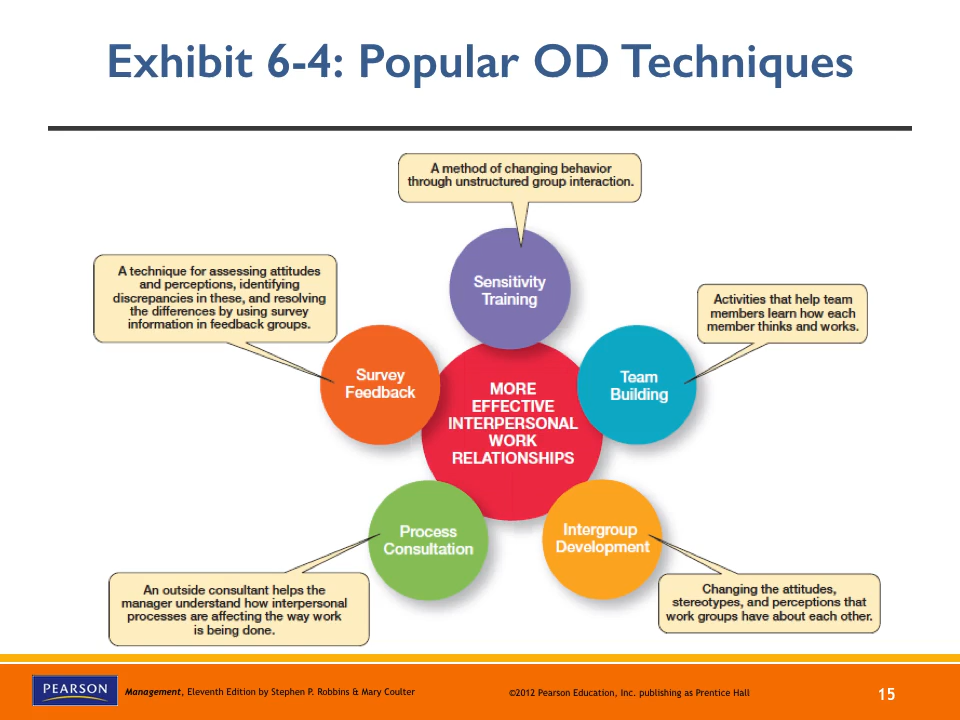 Exhibit 6-4: Popular OD Techniques
A method of changing behavior
through unstructured group interaction.
Sensitivity
Training
A technique for assessing attitudes
and perceptions, identifying
discrepancies in these, and resolving
the differences by using survey
information in feedback groups.
Survey
Feedback
Activities that help team
members learn how each
member thinks and works.
Team
Building
MORE
EFFECTIVE
INTERPERSONAL
WORK
RELATIONSHIPS
Process
Consultation
An outside consultant helps the
manager understand how interpersonal
processes are affecting the way work
is being done.
Intergroup
Development
Changing the attitudes,
stereotypes, and perceptions that
work groups have about each other.
PEARSON
Management, Eleventh Edition by Stephen P. Robbins & Mary Coulter
©2012 Pearson Education, Inc. publishing as Prentice Hall
15